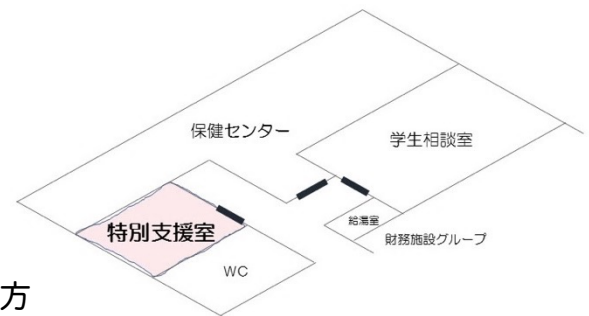 保健センター
学生相談室
特別支援室
給湯室
財務施設グループ
WC
方